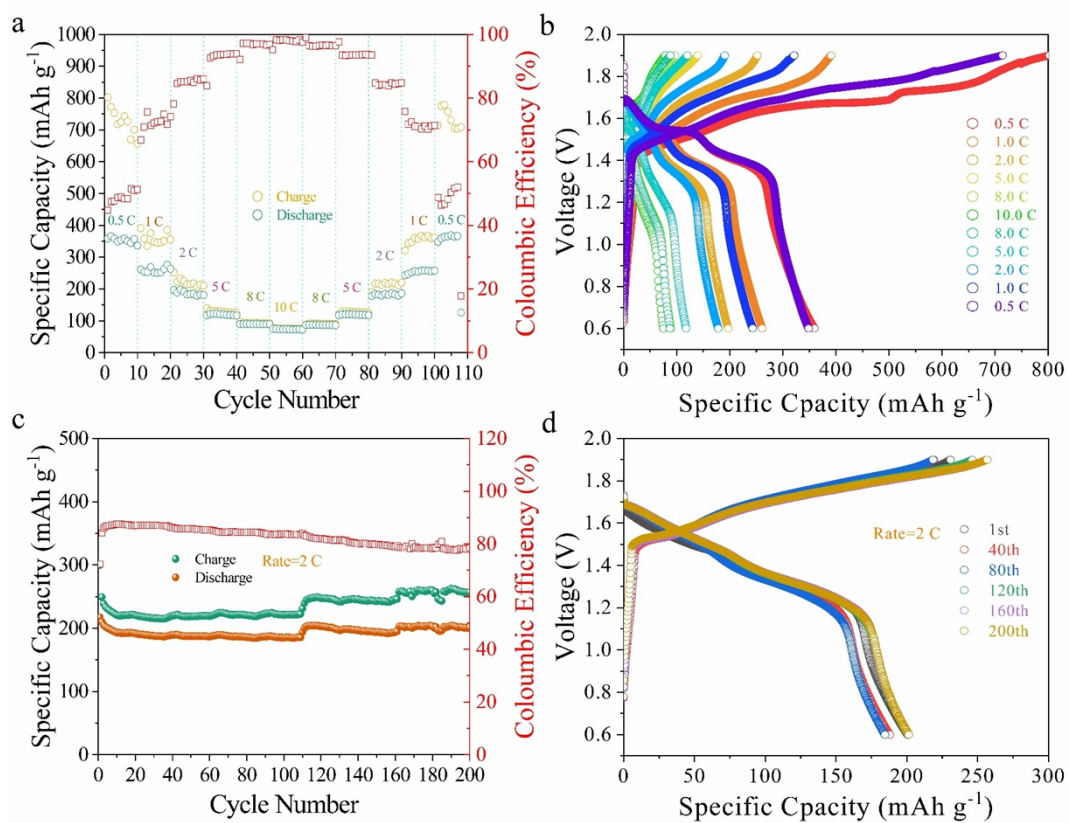 a
Specific Capacity (mAh g⁻¹)
1000
900
800
700
600
500
400
300
200
100
0
0.5 C
1 C
2 C
5 C
8 C
10 C
8 C
5 C
2 C
1 C
0.5 C
Charge
Discharge
100
80
60
40
20
0
Coloumbic Efficiency (%)
0 10 20 30 40 50 60 70 80 90 100 110
Cycle Number
b
Voltage (V)
2.0
1.8
1.6
1.4
1.2
1.0
0.8
0.6
0.5 C
1.0 C
2.0 C
5.0 C
8.0 C
10.0 C
8.0 C
5.0 C
2.0 C
1.0 C
0.5 C
0 100 200 300 400 500 600 700 800
Specific Cpacity (mAh g⁻¹)
c
Specific Capacity (mAh g⁻¹)
500
400
350
300
250
200
100
0
Charge Rate=2 C
Discharge
120
100
80
60
40
20
0
Coloumbic Efficiency (%)
0 20 40 60 80 100 120 140 160 180 200
Cycle Number
d
Voltage (V)
2.0
1.8
1.6
1.4
1.2
1.0
0.8
0.6
Rate=2 C
1st
40th
80th
120th
160th
200th
0 50 100 150 200 250 300
Specific Cpacity (mAh g⁻¹)